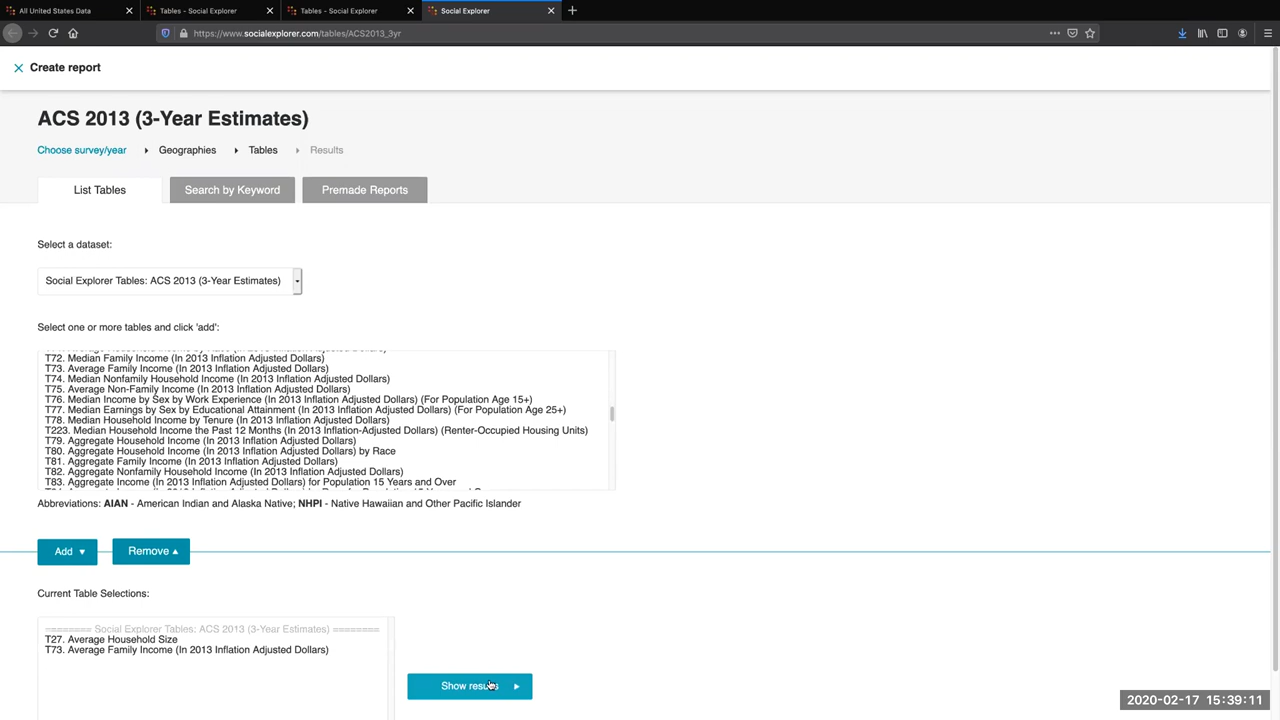 All United States Data
Tables - Social Explorer
Tables - Social Explorer
Social Explorer
https://www.socialexplorer.com/tables/ACS2013_3yr
Create report
ACS 2013 (3-Year Estimates)
Choose survey/year
Geographies
Tables
Results
List Tables
Search by Keyword
Premade Reports
Select a dataset:
Social Explorer Tables: ACS 2013 (3-Year Estimates)
Select one or more tables and click 'add':
T72. Median Family Income (In 2013 Inflation Adjusted Dollars)
T73. Average Family Income (In 2013 Inflation Adjusted Dollars)
T74. Median Nonfamily Household Income (In 2013 Inflation Adjusted Dollars)
T75. Average Non-Family Income (In 2013 Inflation Adjusted Dollars)
T76. Median Income by Sex by Work Experience (In 2013 Inflation Adjusted Dollars) (For Population Age 15+)
T77. Median Earnings by Sex by Educational Attainment (In 2013 Inflation Adjusted Dollars) (For Population Age 25+)
T78. Median Household Income by Tenure (In 2013 Inflation Adjusted Dollars)
T223. Median Household Income the Past 12 Months (In 2013 Inflation-Adjusted Dollars) (Renter-Occupied Housing Units)
T79. Aggregate Household Income (In 2013 Inflation Adjusted Dollars)
T80. Aggregate Household Income (In 2013 Inflation Adjusted Dollars) by Race
T81. Aggregate Family Income (In 2013 Inflation Adjusted Dollars)
T82. Aggregate Nonfamily Household Income (In 2013 Inflation Adjusted Dollars)
T83. Aggregate Income (In 2013 Inflation Adjusted Dollars) for Population 15 Years and Over
Abbreviations: AIAN - American Indian and Alaska Native; NHPI - Native Hawaiian and Other Pacific Islander
Add
Remove
Current Table Selections:
======= Social Explorer Tables: ACS 2013 (3-Year Estimates) ========
T27. Average Household Size
T73. Average Family Income (In 2013 Inflation Adjusted Dollars)
Show results
2020-02-17 15:39:11